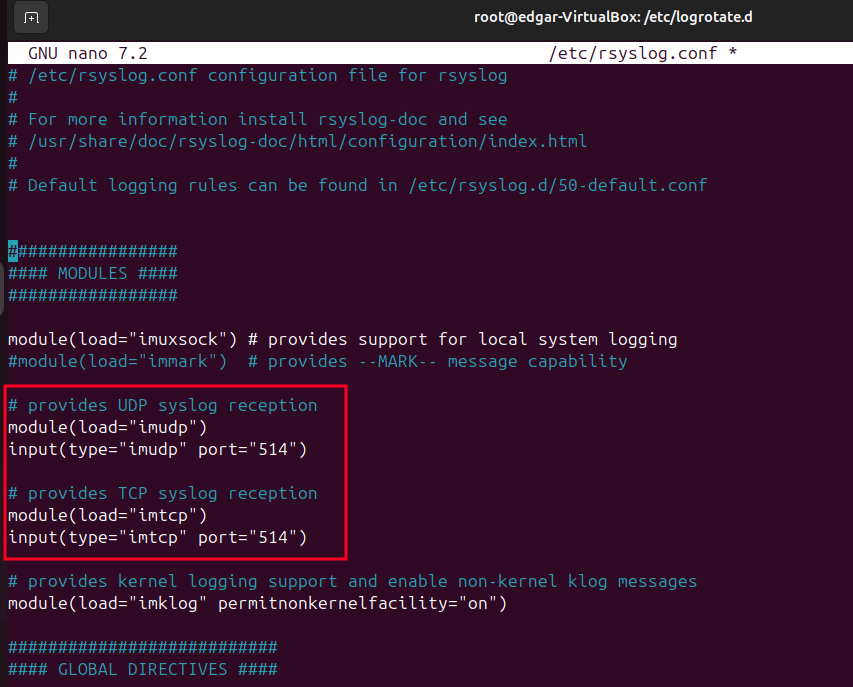 root@edgar-VirtualBox: /etc/logrotate.d
GNU nano 7.2 /etc/rsyslog.conf *
# /etc/rsyslog.conf configuration file for rsyslog
#
# For more information install rsyslog-doc and see
# /usr/share/doc/rsyslog-doc/html/configuration/index.html
#
# Default logging rules can be found in /etc/rsyslog.d/50-default.conf
#################
#### MODULES ####
#################
module(load="imuxsock") # provides support for local system logging
#module(load="immark")  # provides --MARK-- message capability
# provides UDP syslog reception
module(load="imudp")
input(type="imudp" port="514")
# provides TCP syslog reception
module(load="imtcp")
input(type="imtcp" port="514")
# provides kernel logging support and enable non-kernel klog messages
module(load="imklog" permitnonkernelfacility="on")
###########################
#### GLOBAL DIRECTIVES ####